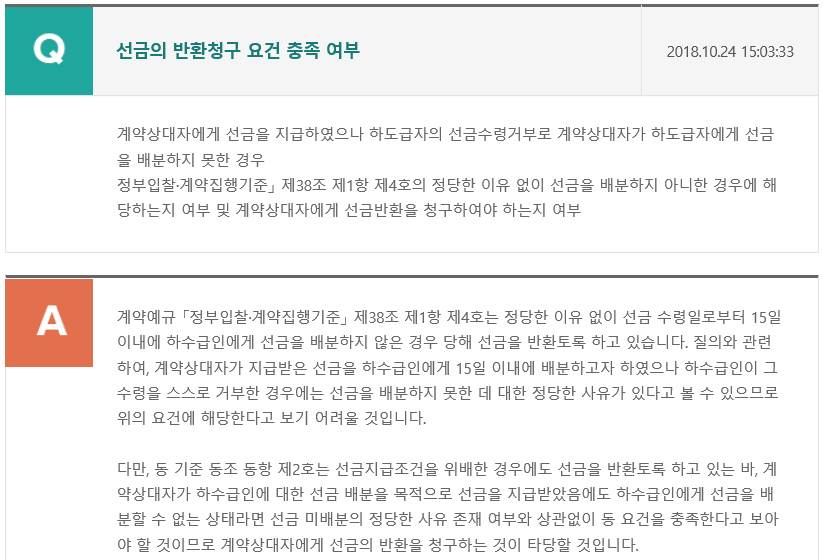 Q
선금의 반환청구 요건 충족 여부
2018.10.24 15:03:33
계약상대자에게 선금을 지급하였으나 하도급자의 선금수령거부로 계약상대자가 하도급자에게 선금
을 배분하지 못한 경우
정부입찰·계약집행기준」 제38조 제1항 제4호의 정당한 이유 없이 선금을 배분하지 아니한 경우에 해
당하는지 여부 및 계약상대자에게 선금반환을 청구하여야 하는지 여부
A
계약예규 「정부입찰·계약집행기준」 제38조 제1항 제4호는 정당한 이유 없이 선금 수령일로부터 15일
이내에 하수급인에게 선금을 배분하지 않은 경우 당해 선금을 반환토록 하고 있습니다. 질의와 관련
하여, 계약상대자가 지급받은 선금을 하수급인에게 15일 이내에 배분하고자 하였으나 하수급인이 그
수령을 스스로 거부한 경우에는 선금을 배분하지 못한 데 대한 정당한 사유가 있다고 볼 수 있으므로
위의 요건에 해당한다고 보기 어려울 것입니다.
다만, 동 기준 동조 동항 제2호는 선금지급조건을 위배한 경우에도 선금을 반환토록 하고 있는 바, 계
약상대자가 하수급인에 대한 선금 배분을 목적으로 선금을 지급받았음에도 하수급인에게 선금을 배
분할 수 없는 상태라면 선금 미배분의 정당한 사유 존재 여부와 상관없이 동 요건을 충족한다고 보아
야 할 것이므로 계약상대자에게 선금의 반환을 청구하는 것이 타당할 것입니다.